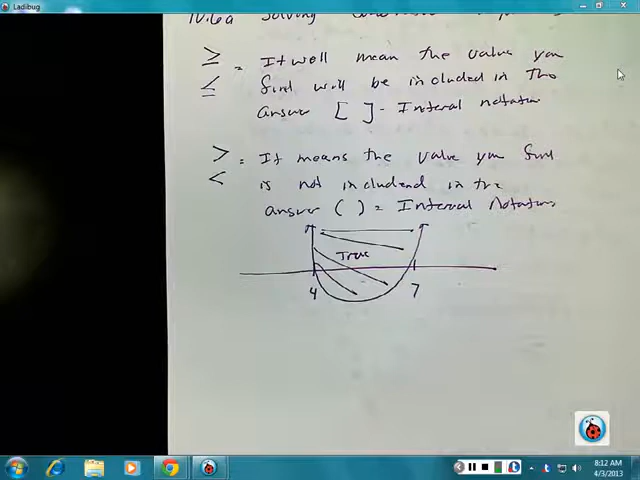 Ladibug
10.6a Solving
≥ = It well mean the value you
≤ find will be included in the
answer [ ] - Interal notation
> = It means the value you find
< is not includend in the
answer ( ) = Interval Notation
True
4 7
8:12 AM
4/3/2013